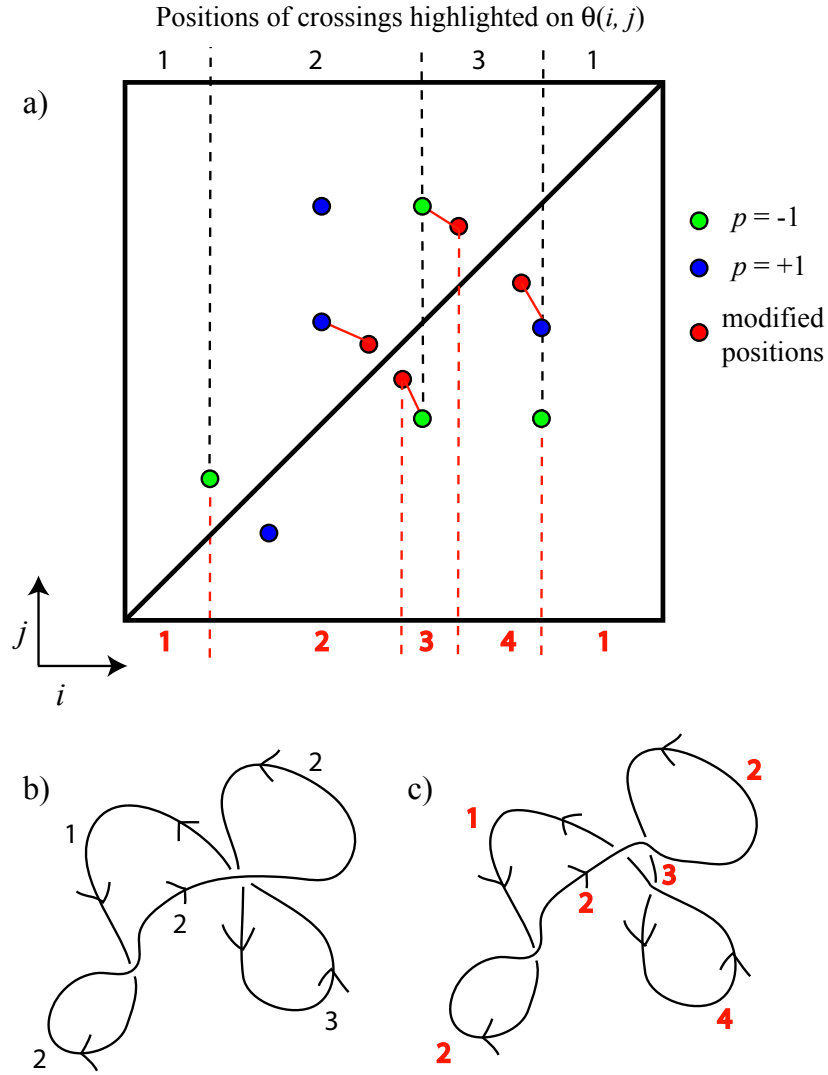 Positions of crossings highlighted on θ(i, j)
1 2 3 1
a)
p = -1
p = +1
modified
positions
j
i
1 2 3 4 1
b)
2
1
2
3
2
c)
2
1
3
2
4
2